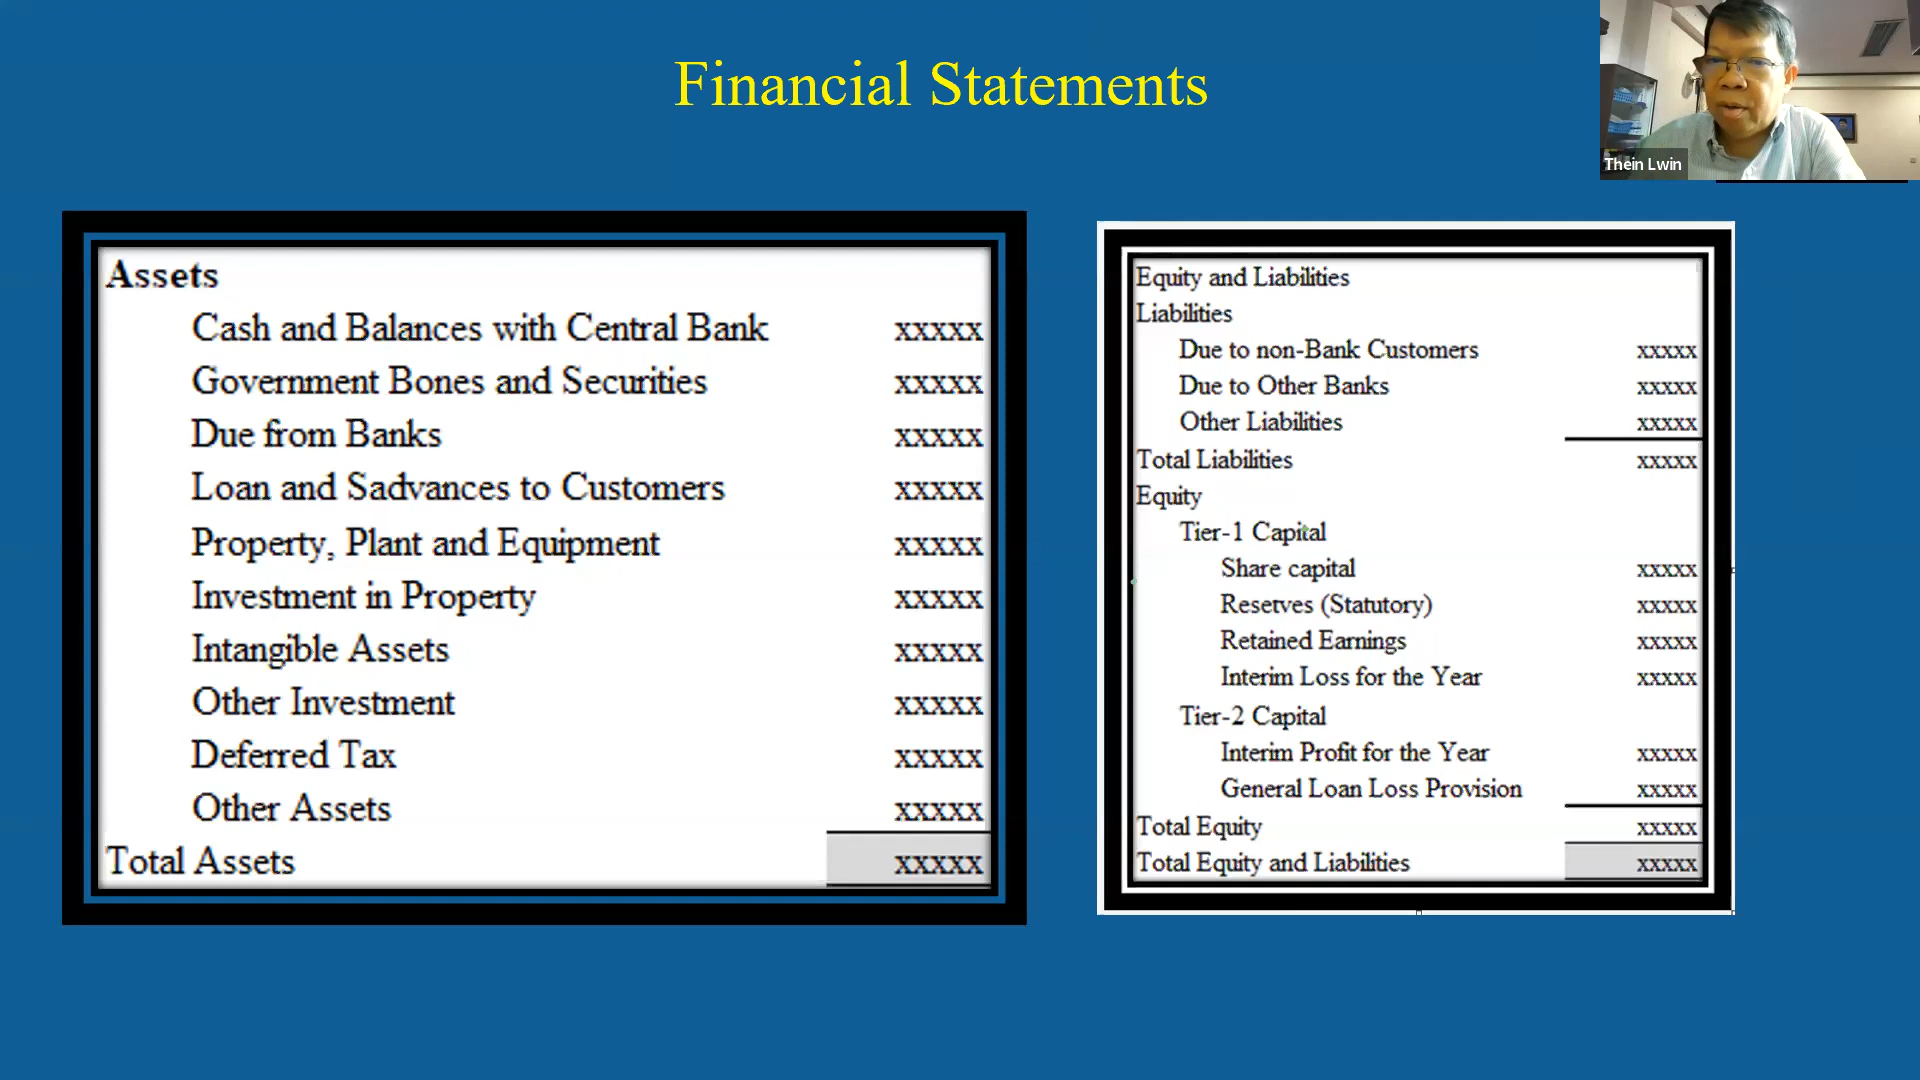 Financial Statements
Thein Lwin
Assets
Cash and Balances with Central Bank xxxxx
Government Bones and Securities xxxxx
Due from Banks xxxxx
Loan and Sadvances to Customers xxxxx
Property, Plant and Equipment xxxxx
Investment in Property xxxxx
Intangible Assets xxxxx
Other Investment xxxxx
Deferred Tax xxxxx
Other Assets xxxxx
Total Assets xxxxx
Equity and Liabilities
Liabilities
Due to non-Bank Customers xxxxx
Due to Other Banks xxxxx
Other Liabilities xxxxx
Total Liabilities xxxxx
Equity
Tier-1 Capital
Share capital xxxxx
Resetves (Statutory) xxxxx
Retained Earnings xxxxx
Interim Loss for the Year xxxxx
Tier-2 Capital
Interim Profit for the Year xxxxx
General Loan Loss Provision xxxxx
Total Equity xxxxx
Total Equity and Liabilities xxxxx